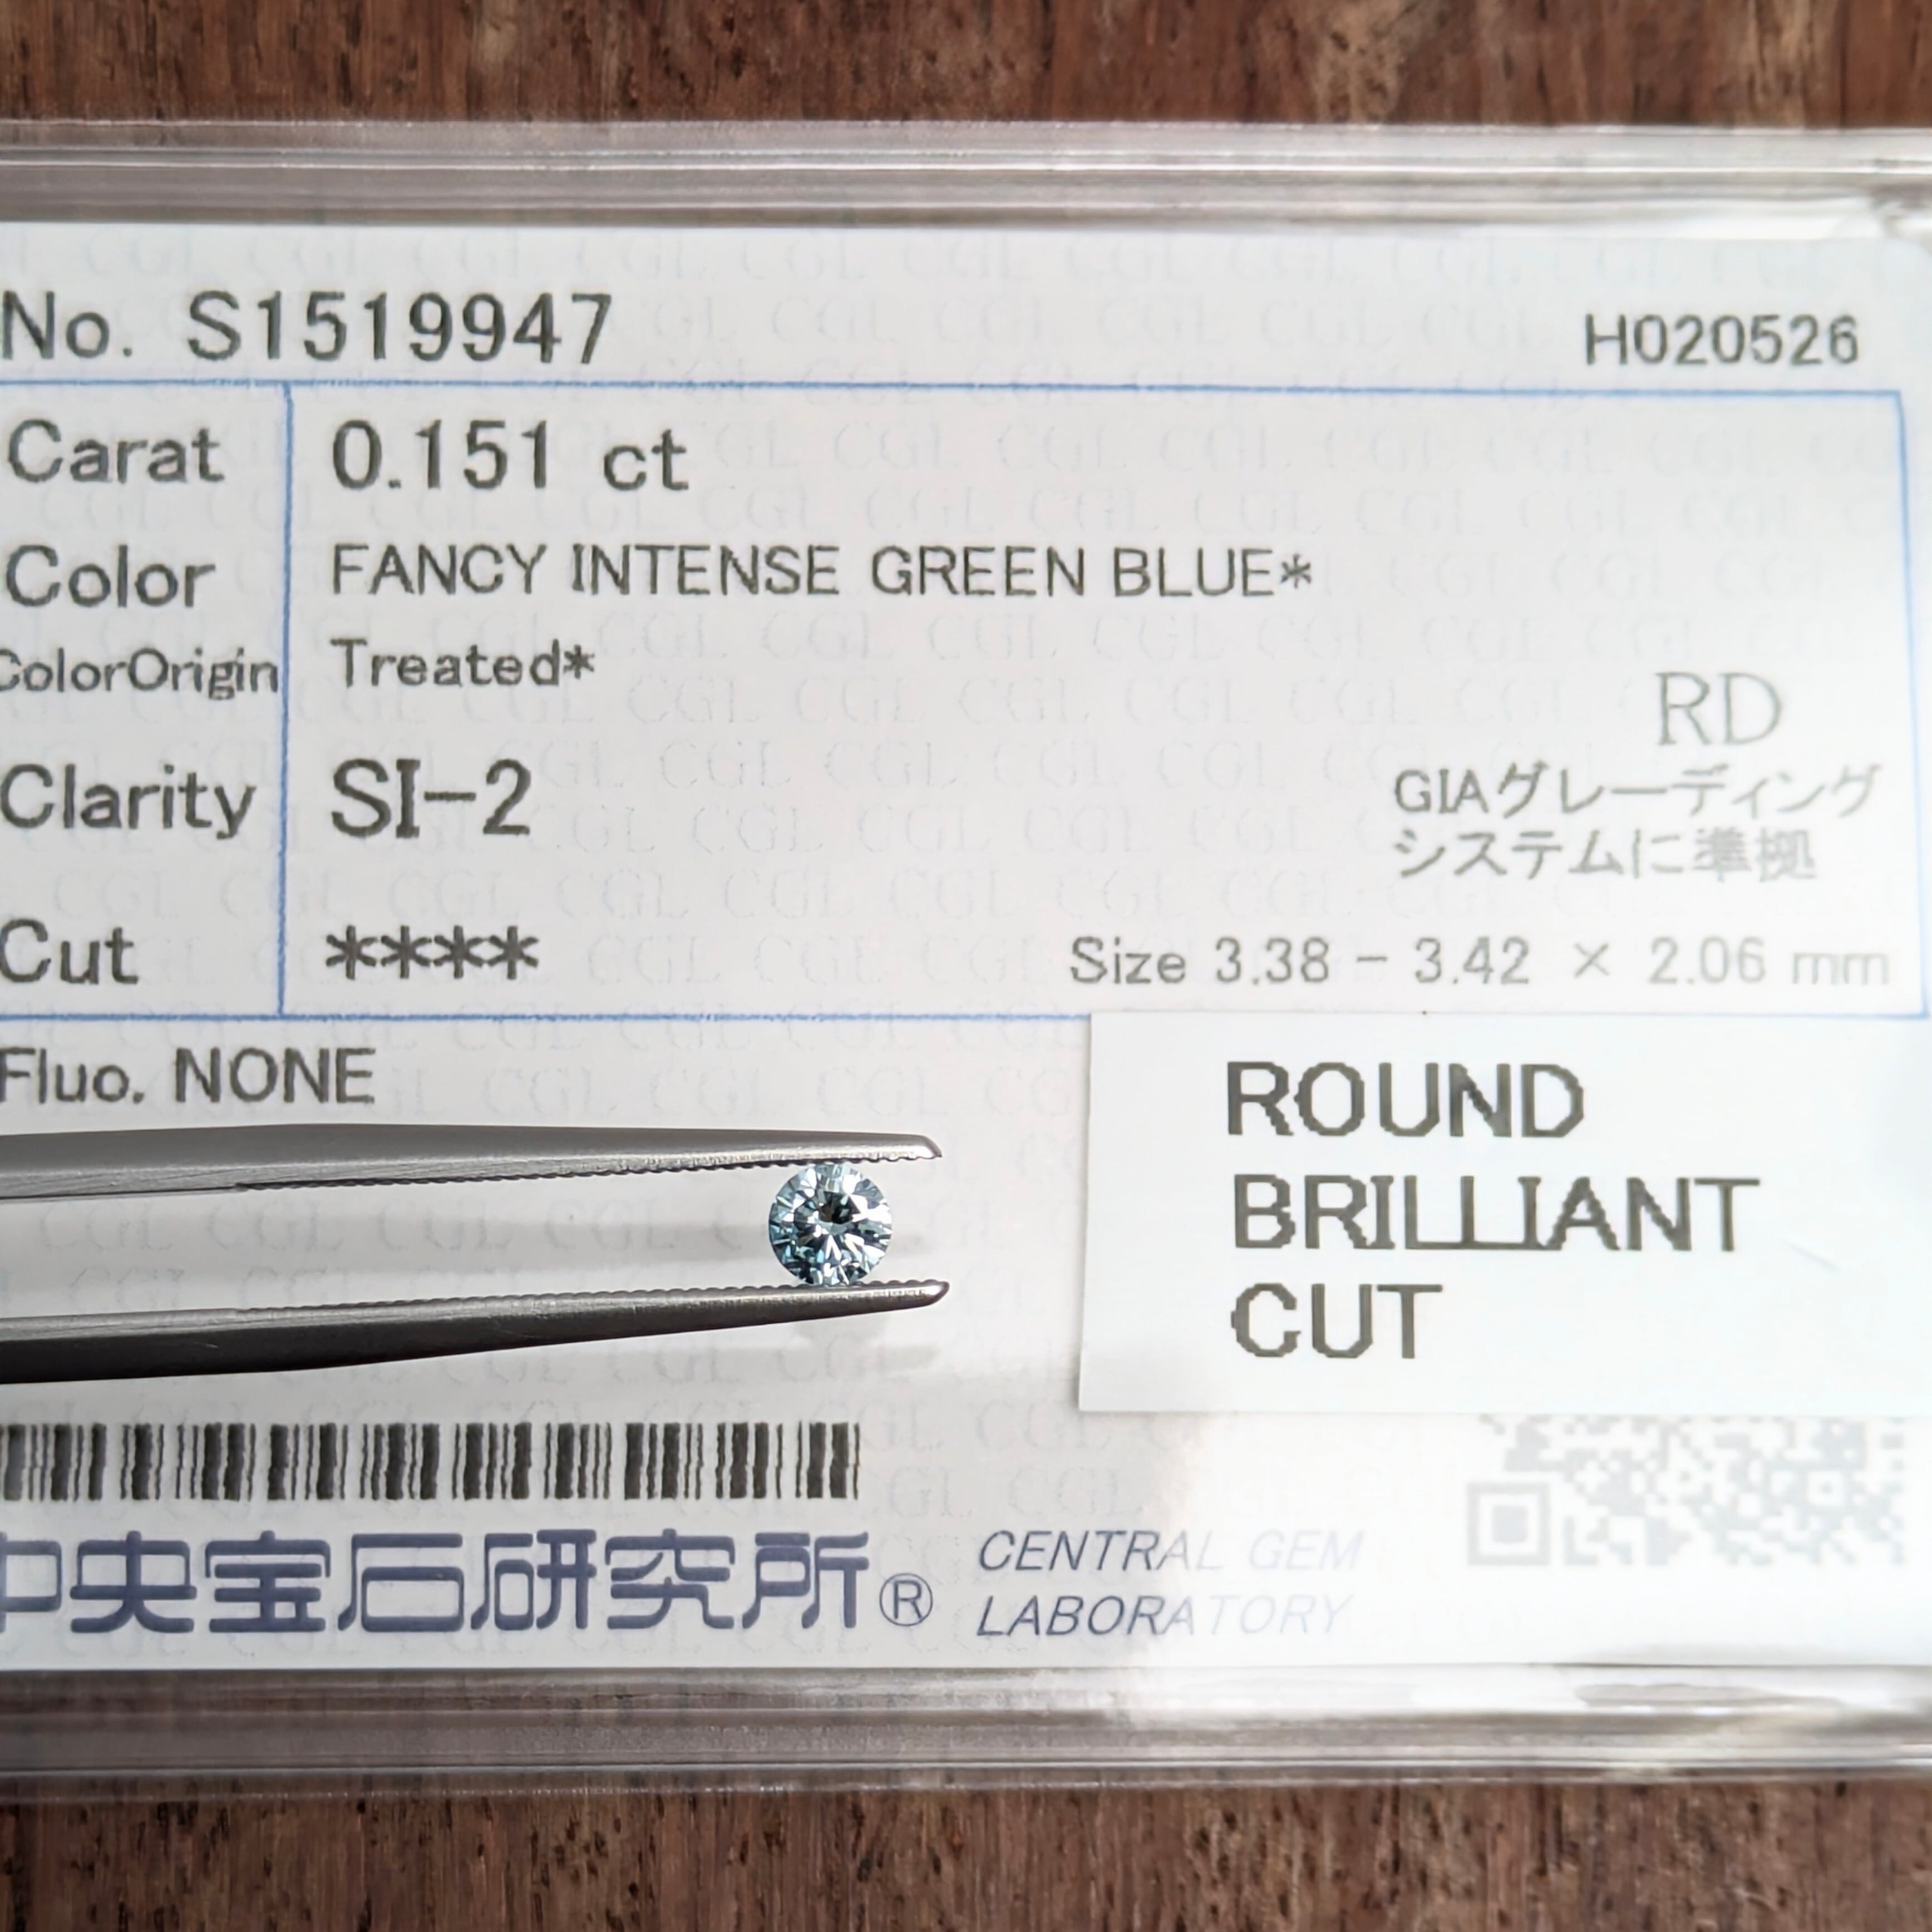 No. S1519947 H020526
Carat 0.151 ct
Color FANCY INTENSE GREEN BLUE*
ColorOrigin Treated*
RD
Clarity SI-2
GIAグレーディング
システムに準拠
Cut ****
Size 3.38 - 3.42 × 2.06 mm
Fluo. NONE
ROUND
BRILLIANT
CUT
中央宝石研究所®
CENTRAL GEM
LABORATORY